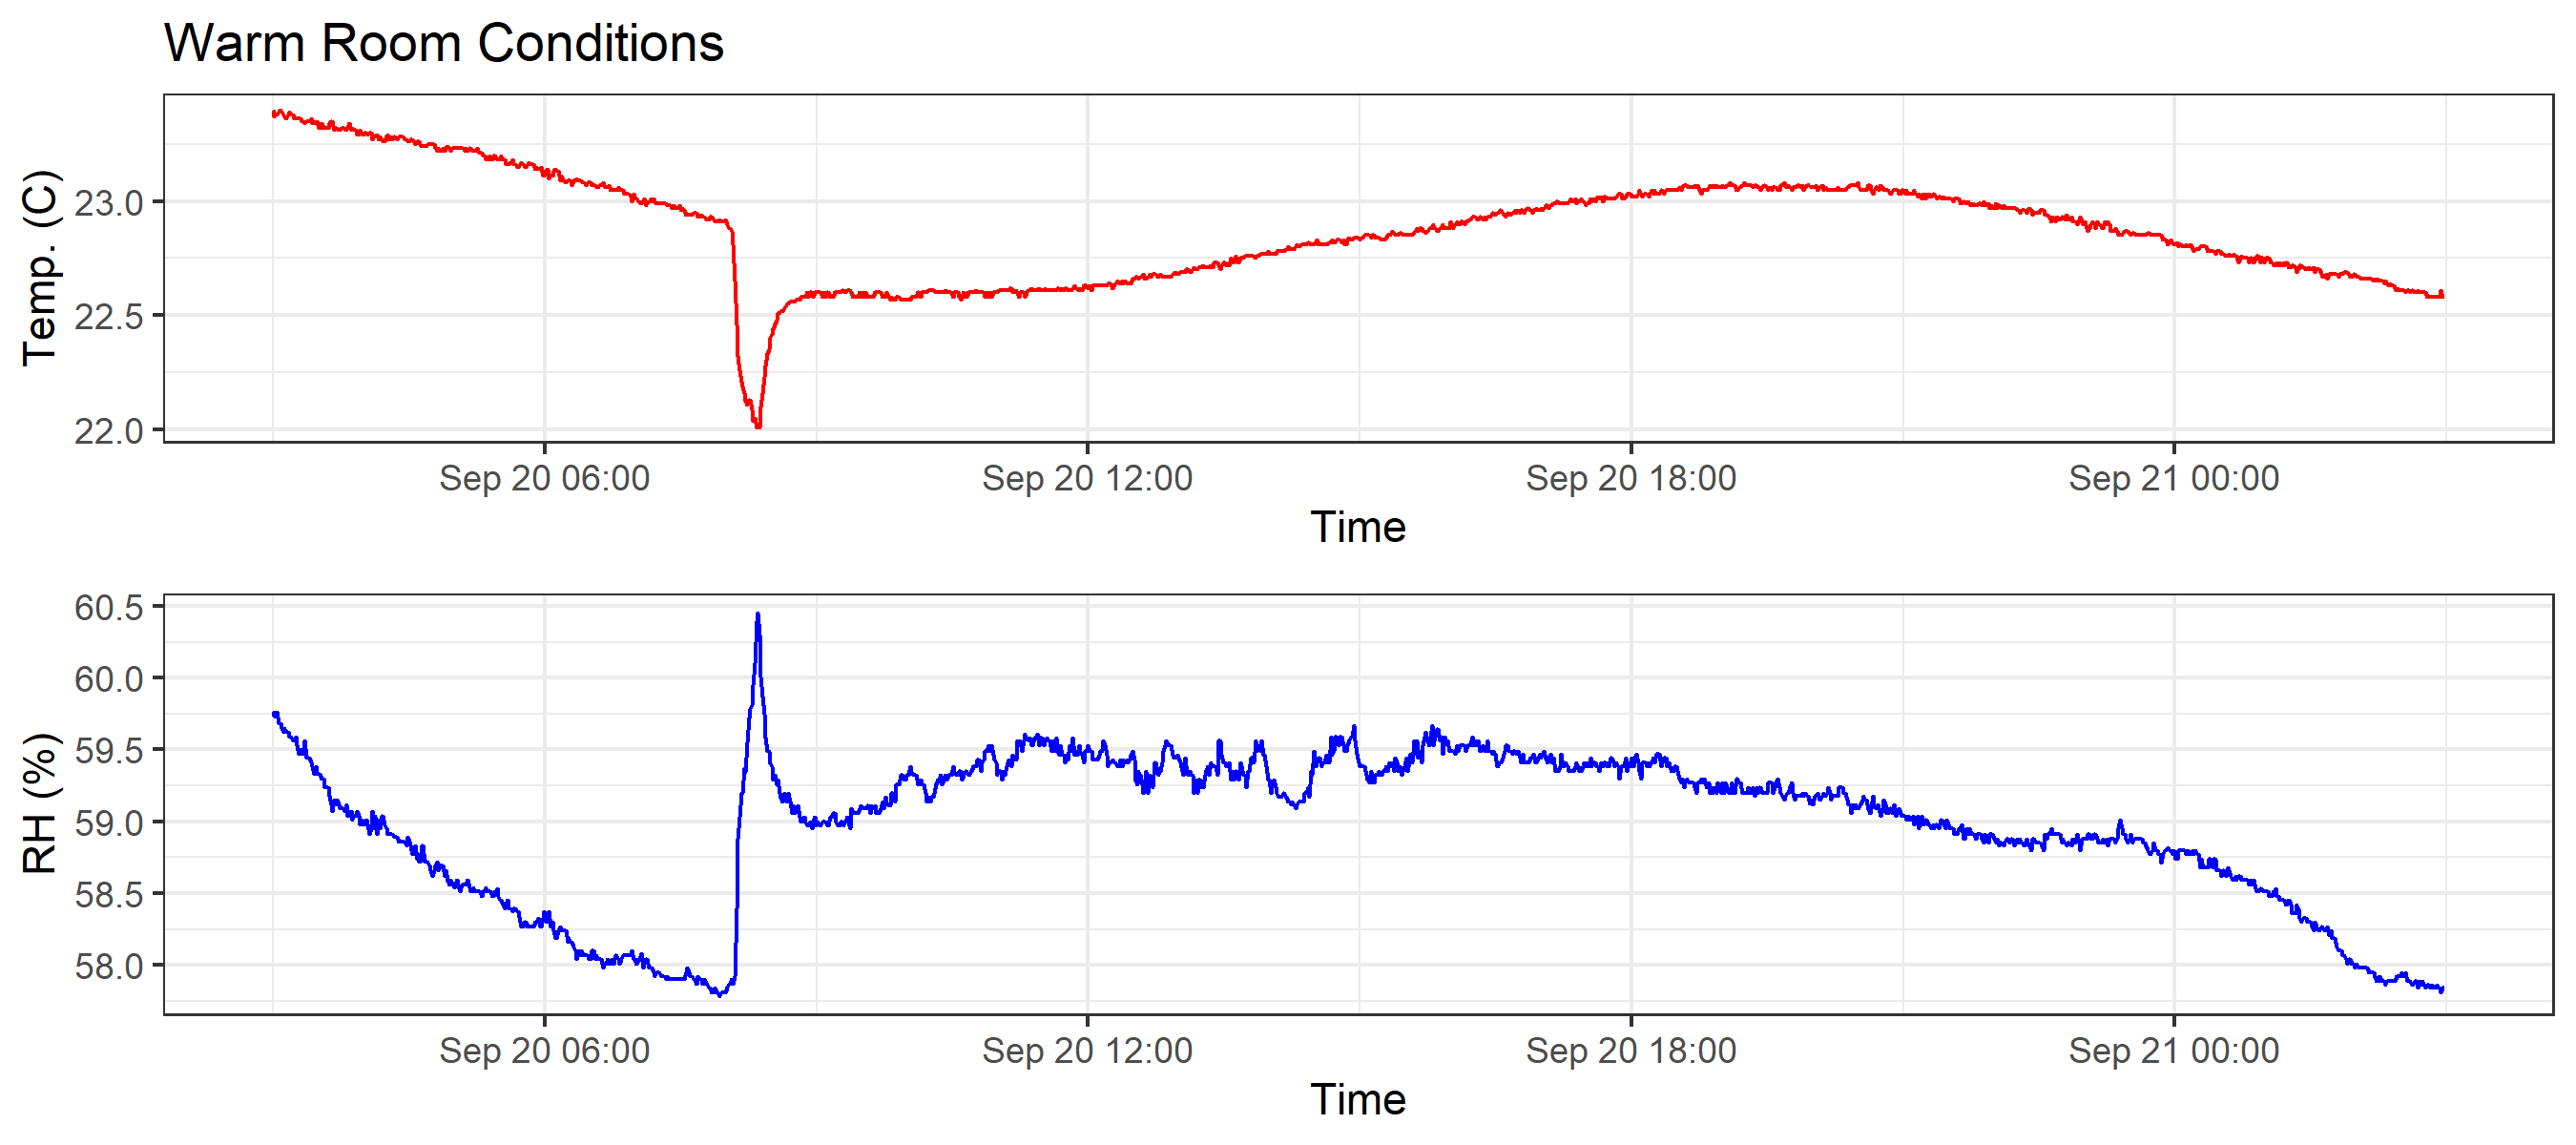 Warm Room Conditions
Temp. (C)
23.0
22.5
22.0
Sep 20 06:00 Sep 20 12:00 Sep 20 18:00 Sep 21 00:00
Time
RH (%)
60.5
60.0
59.5
59.0
58.5
58.0
Sep 20 06:00 Sep 20 12:00 Sep 20 18:00 Sep 21 00:00
Time